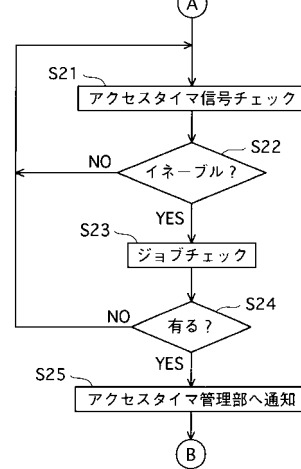 A
S21
アクセスタイマ信号チェック
S22
イネーブル?
NO
YES
S23
ジョブチェック
S24
有る?
NO
YES
S25
アクセスタイマ管理部へ通知
B